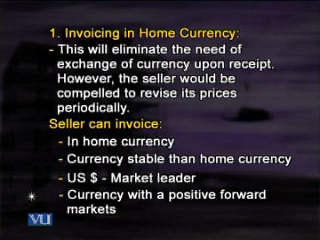 1. Invoicing in Home Currency:
- This will eliminate the need of
exchange of currency upon receipt.
However, the seller would be
compelled to revise its prices
periodically.
Seller can invoice:
- In home currency
- Currency stable than home currency
- US $ - Market leader
- Currency with a positive forward
markets
VU